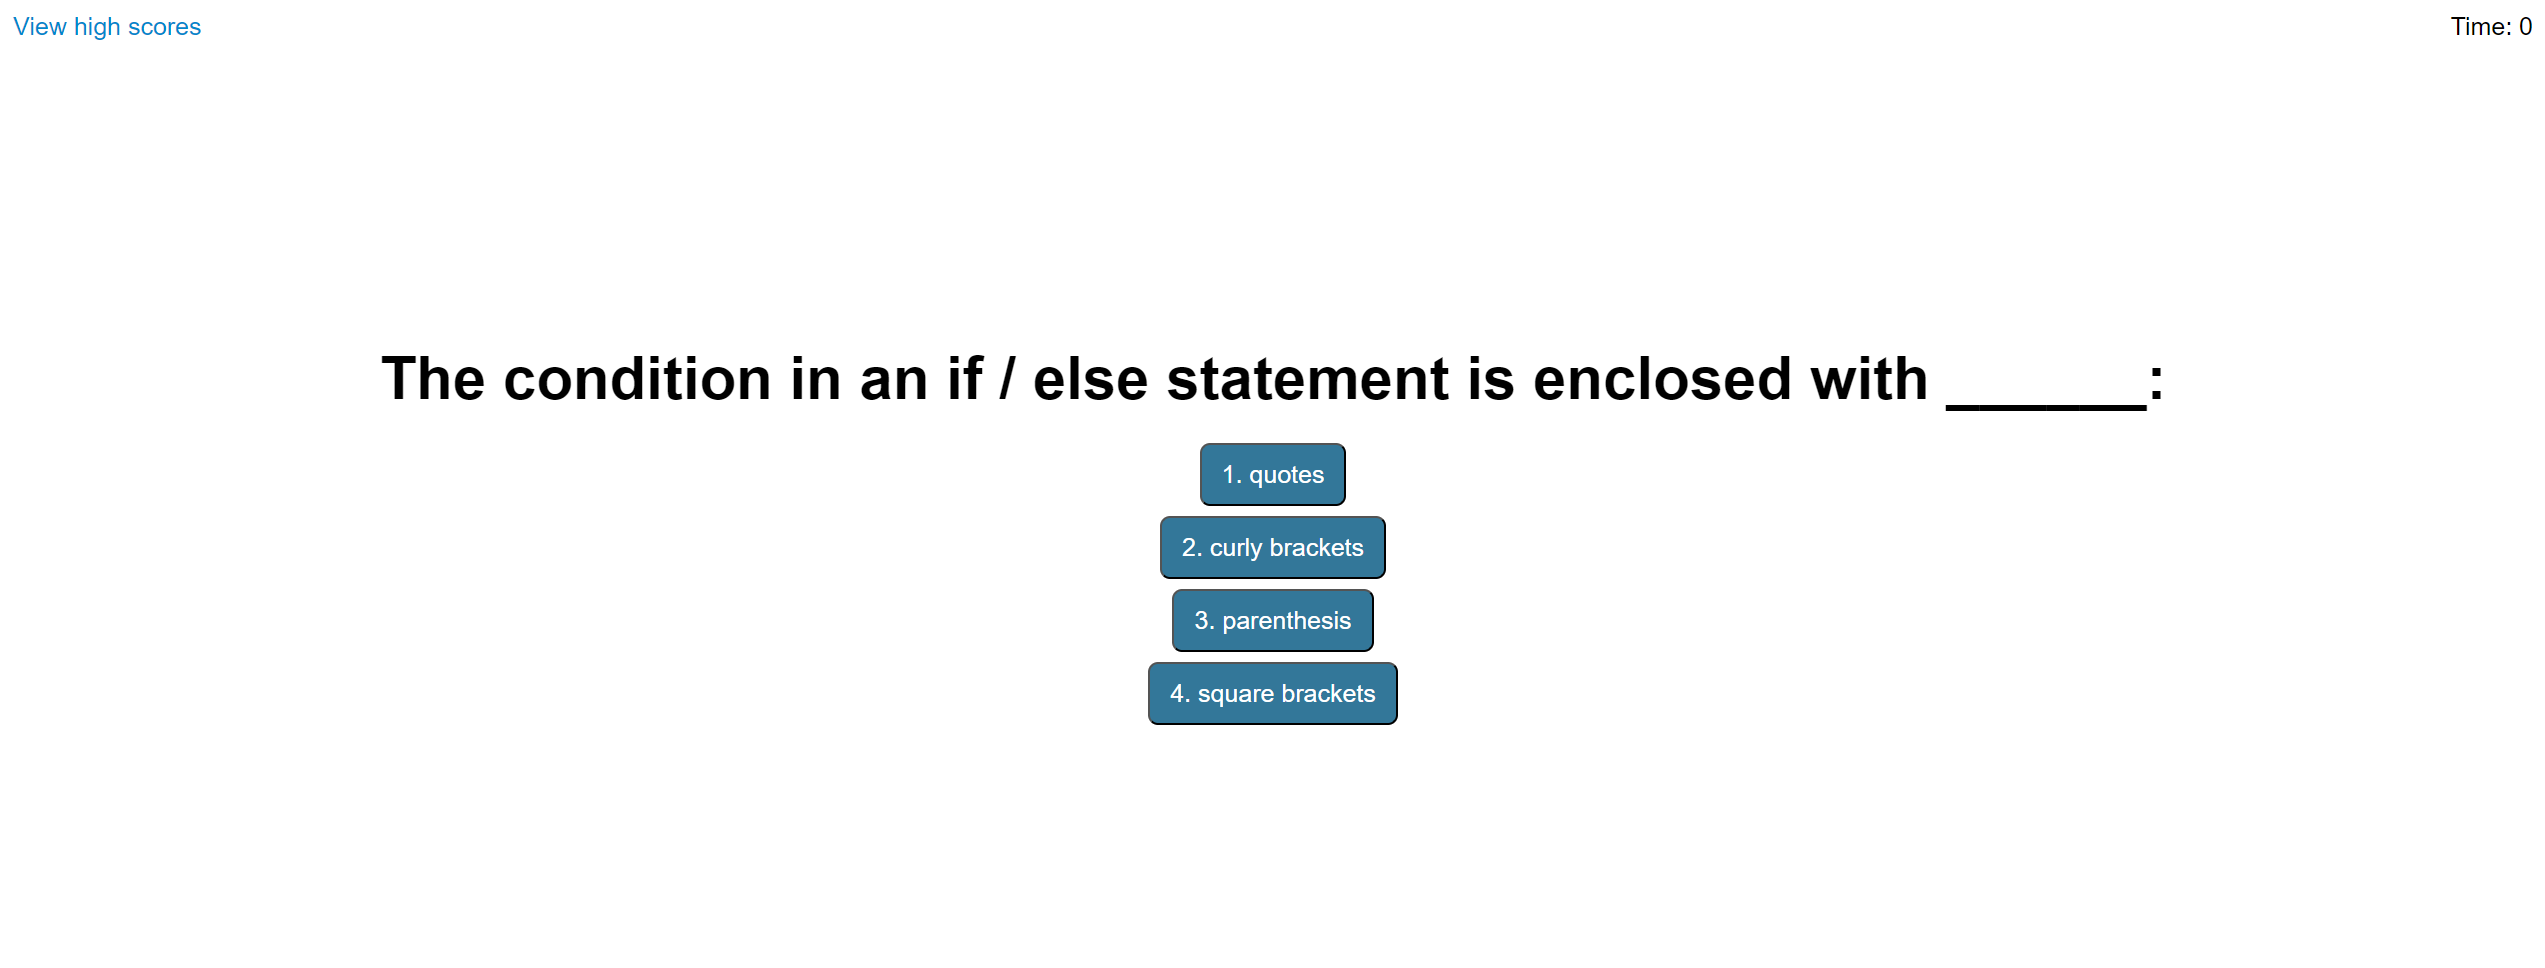 View high scores
Time: 0
The condition in an if / else statement is enclosed with ______:
1. quotes
2. curly brackets
3. parenthesis
4. square brackets